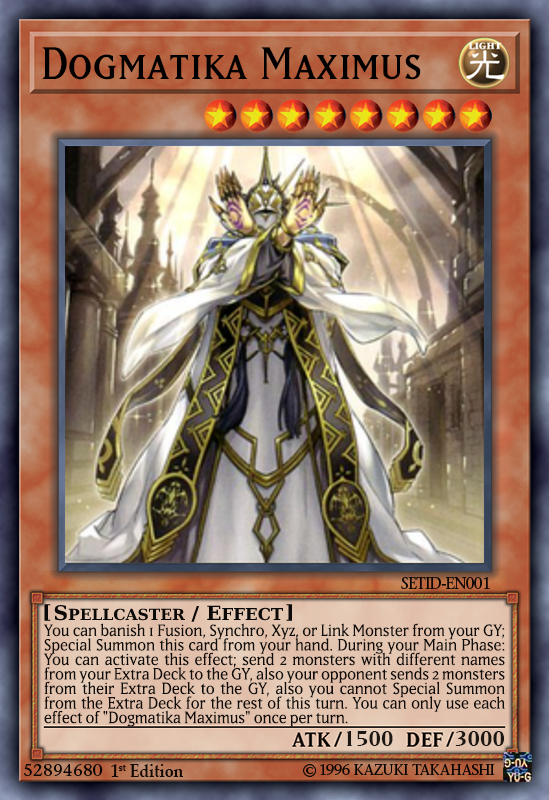 Dogmatika Maximus
LIGHT
光
SETID-EN001
[Spellcaster / Effect]
You can banish 1 Fusion, Synchro, Xyz, or Link Monster from your GY;
Special Summon this card from your hand. During your Main Phase:
You can activate this effect; send 2 monsters with different names
from your Extra Deck to the GY, also your opponent sends 2 monsters
from their Extra Deck to the GY, also you cannot Special Summon
from the Extra Deck for the rest of this turn. You can only use each
effect of "Dogmatika Maximus" once per turn.
ATK/1500 DEF/3000
52894680 1st Edition
© 1996 KAZUKI TAKAHASHI
YU-G
YU-G